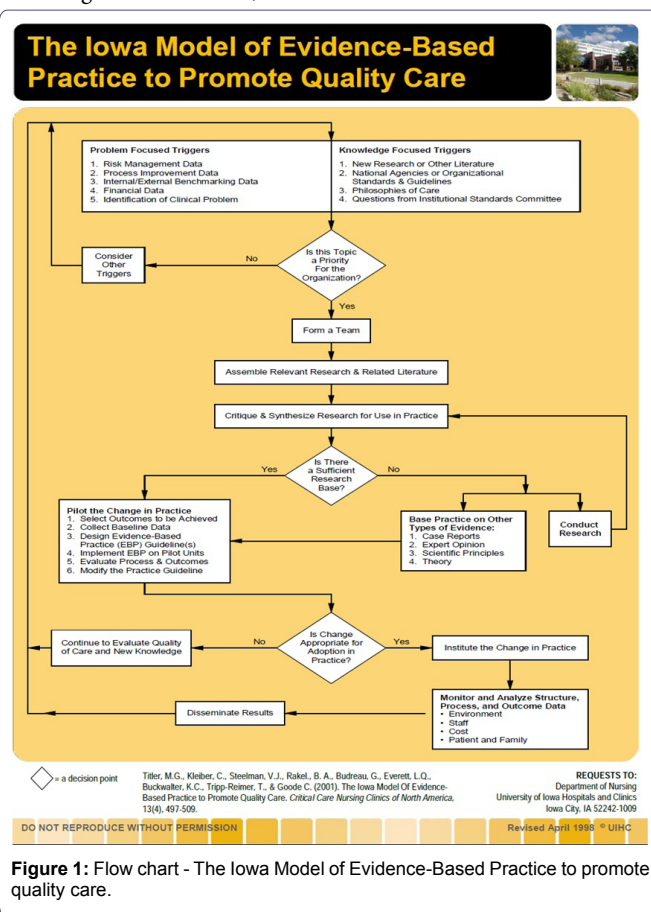 The Iowa Model of Evidence-Based
Practice to Promote Quality Care
Problem Focused Triggers
1. Risk Management Data
2. Process Improvement Data
3. Internal/External Benchmarking Data
4. Financial Data
5. Identification of Clinical Problem
Knowledge Focused Triggers
1. New Research or Other Literature
2. National Agencies or Organizational
Standards & Guidelines
3. Philosophies of Care
4. Questions from Institutional Standards Committee
Consider
Other
Triggers
No
Is this Topic
a Priority
For the
Organization?
Yes
Form a Team
Assemble Relevant Research & Related Literature
Critique & Synthesize Research for Use in Practice
Yes
Is There
a Sufficient
Research
Base?
No
Pilot the Change in Practice
1. Select Outcomes to be Achieved
2. Collect Baseline Data
3. Design Evidence-Based
Practice (EBP) Guideline(s)
4. Implement EBP on Pilot Units
5. Evaluate Process & Outcomes
6. Modify the Practice Guideline
Base Practice on Other
Types of Evidence:
1. Case Reports
2. Expert Opinion
3. Scientific Principles
4. Theory
Conduct
Research
Continue to Evaluate Quality
of Care and New Knowledge
No
Is Change
Appropriate for
Adoption in
Practice?
Yes
Institute the Change in Practice
Disseminate Results
Monitor and Analyze Structure,
Process, and Outcome Data
• Environment
• Staff
• Cost
• Patient and Family
= a decision point
Titler, M.G., Kleiber, C., Steelman, V.J., Rakel, B. A., Budreau, G., Everett, L.Q.,
Buckwalter, K.C., Tripp-Reimer, T., & Goode C. (2001). The Iowa Model Of Evidence-
Based Practice to Promote Quality Care. Critical Care Nursing Clinics of North America,
13(4), 497-509.
REQUESTS TO:
Department of Nursing
University of Iowa Hospitals and Clinics
Iowa City, IA 52242-1009
DO NOT REPRODUCE WITHOUT PERMISSION
Revised April 1998 © UIHC
Figure 1: Flow chart - The Iowa Model of Evidence-Based Practice to promote
quality care.